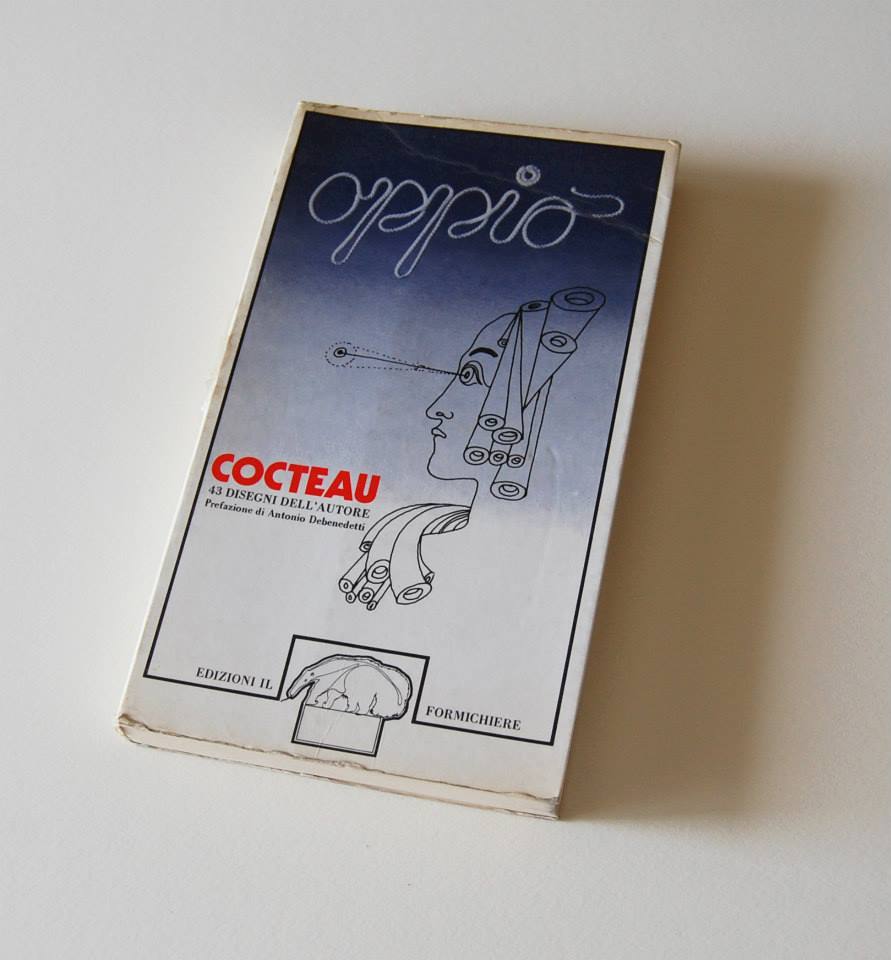 oppio
COCTEAU
43 DISEGNI DELL'AUTORE
Prefazione di Antonio Debenedetti
EDIZIONI IL
FORMICHIERE